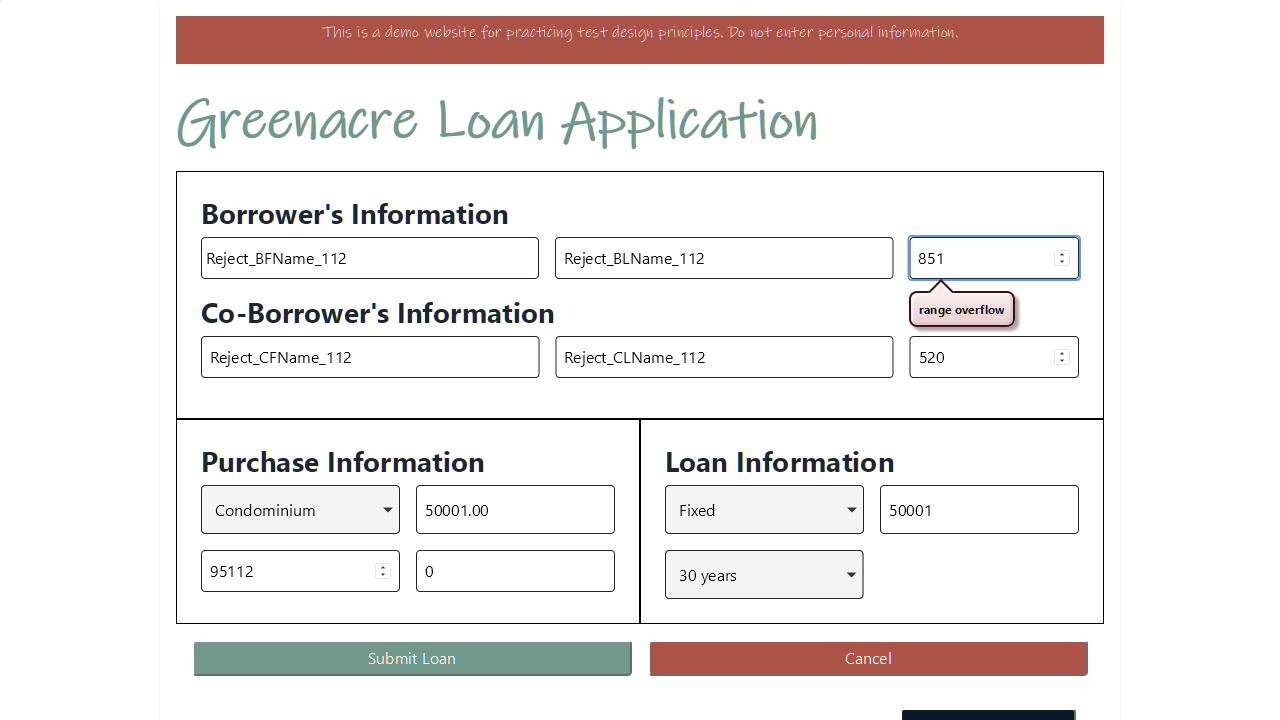 This is a demo website for practicing test design principles. Do not enter personal information.
Greenacre Loan Application
Borrower's Information
Reject_BFName_112
Reject_BLName_112
851
range overflow
Co-Borrower's Information
Reject_CFName_112
Reject_CLName_112
520
Purchase Information
Condominium
50001.00
95112
0
Loan Information
Fixed
50001
30 years
Submit Loan
Cancel